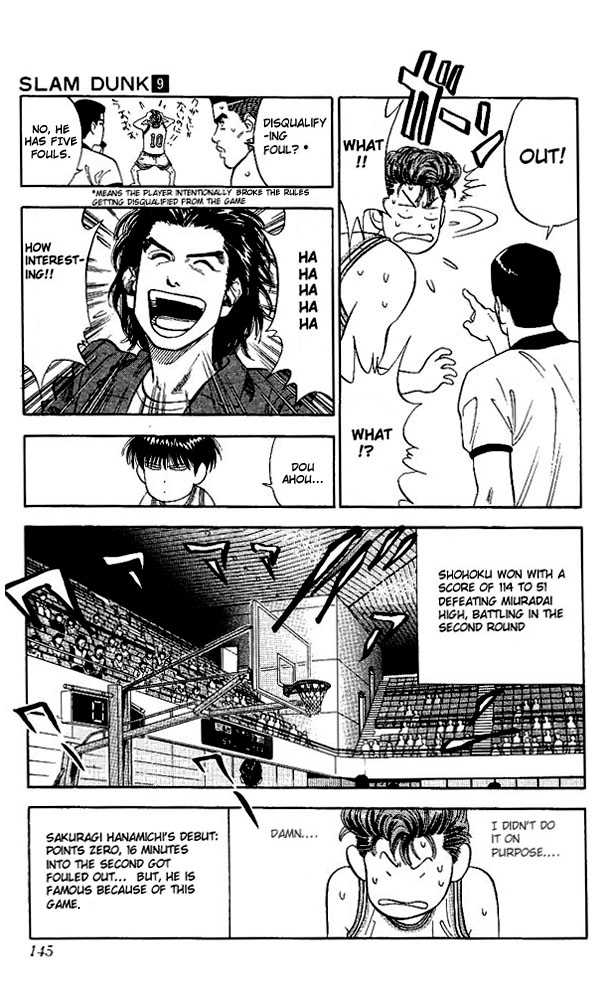 SLAM DUNK 9
OUT!
WHAT
!!
ガーン
WHAT
!?
DISQUALIFY
-ING
FOUL? *
NO, HE
HAS FIVE
FOULS.
10
*MEANS THE PLAYER INTENTIONALLY BROKE THE RULES
GETTING DISQUALIFIED FROM THE GAME
HA
HA
HA
HA
HA
HOW
INTEREST-
ING!!
DOU
AHOU...
SHOHOKU WON WITH A
SCORE OF 114 TO 51
DEFEATING MIURADAI
HIGH, BATTLING IN THE
SECOND ROUND
I DIDN'T DO
IT ON
PURPOSE....
DAMN....
SAKURAGI HANAMICHI'S DEBUT:
POINTS ZERO, 16 MINUTES
INTO THE SECOND GOT
FOULED OUT... BUT, HE IS
FAMOUS BECAUSE OF THIS
GAME.
145